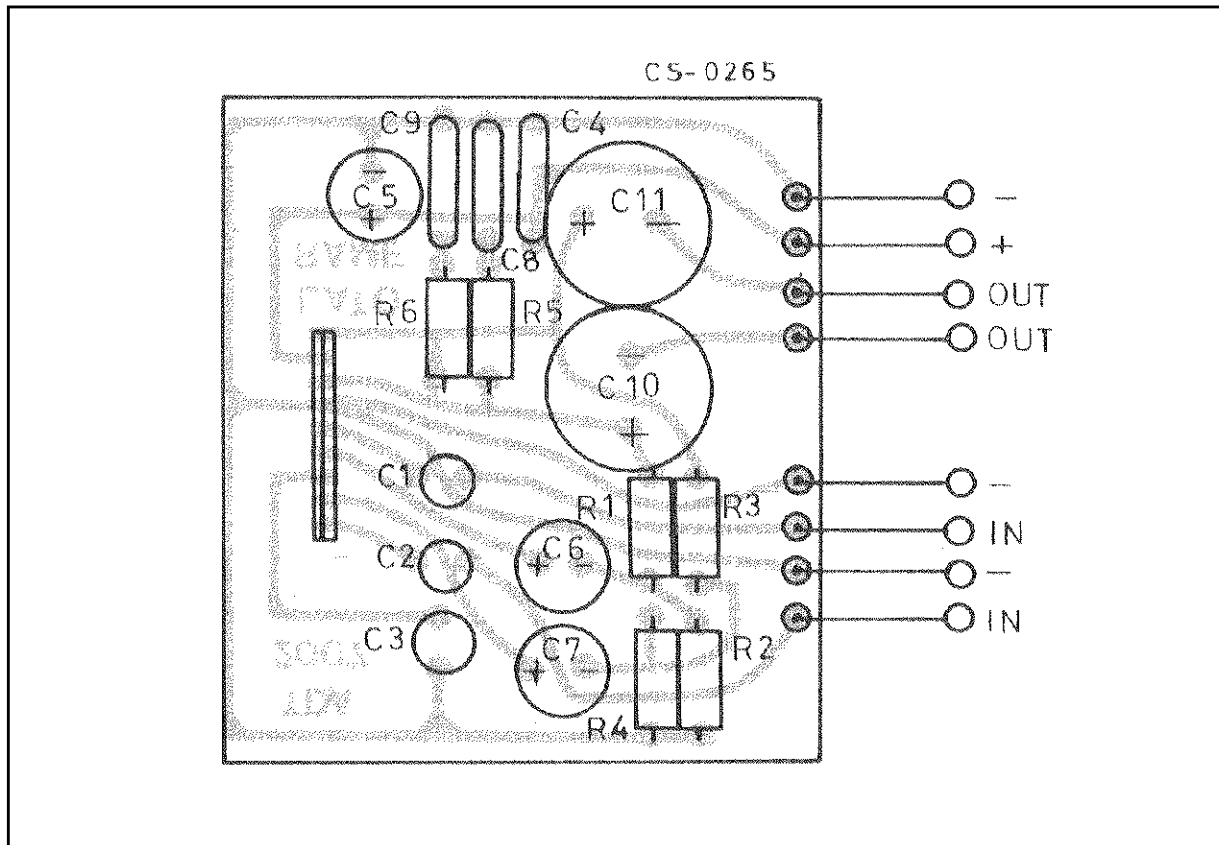 CS-0265
C9
C4
C5
C11
-
+
C8
OUT
R6
R5
OUT
C10
C1
R1
R3
-
IN
C2
C6
-
C3
C7
R2
IN
R4